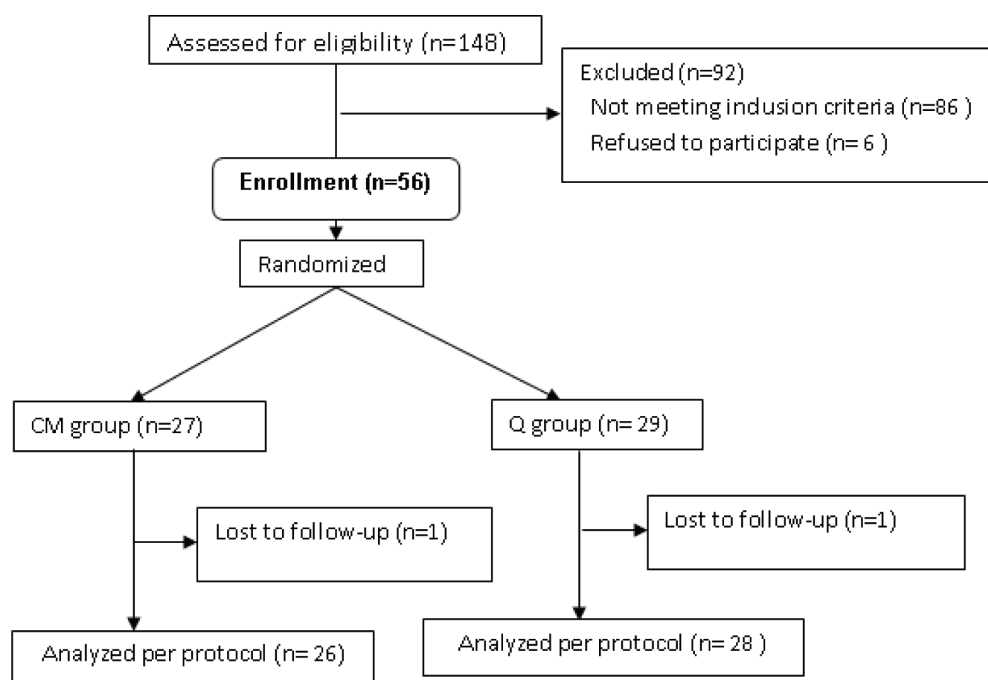 Assessed for eligibility (n=148)
Excluded (n=92)
Not meeting indusion criteria (n=86 )
Refused to participate (n= 6 )
Enrollment (n=56)
Randomized
CM group (n=27)
Q group (n= 29)
Lost to follow-up (n=1)
Lost to follow-up (n=1)
Analyzed per protocol (n= 26)
Analyzed per protocol (n= 28 )